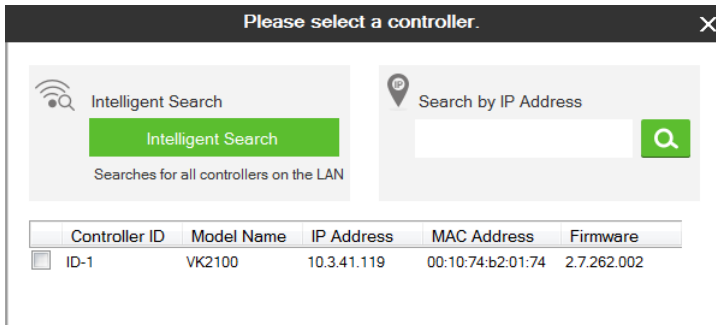 Please select a controller.
Intelligent Search
Intelligent Search
Searches for all controllers on the LAN
IP
Search by IP Address
Controller ID Model Name IP Address MAC Address Firmware
ID-1 VK2100 10.3.41.119 00:10:74:b2:01:74 2.7.262.002